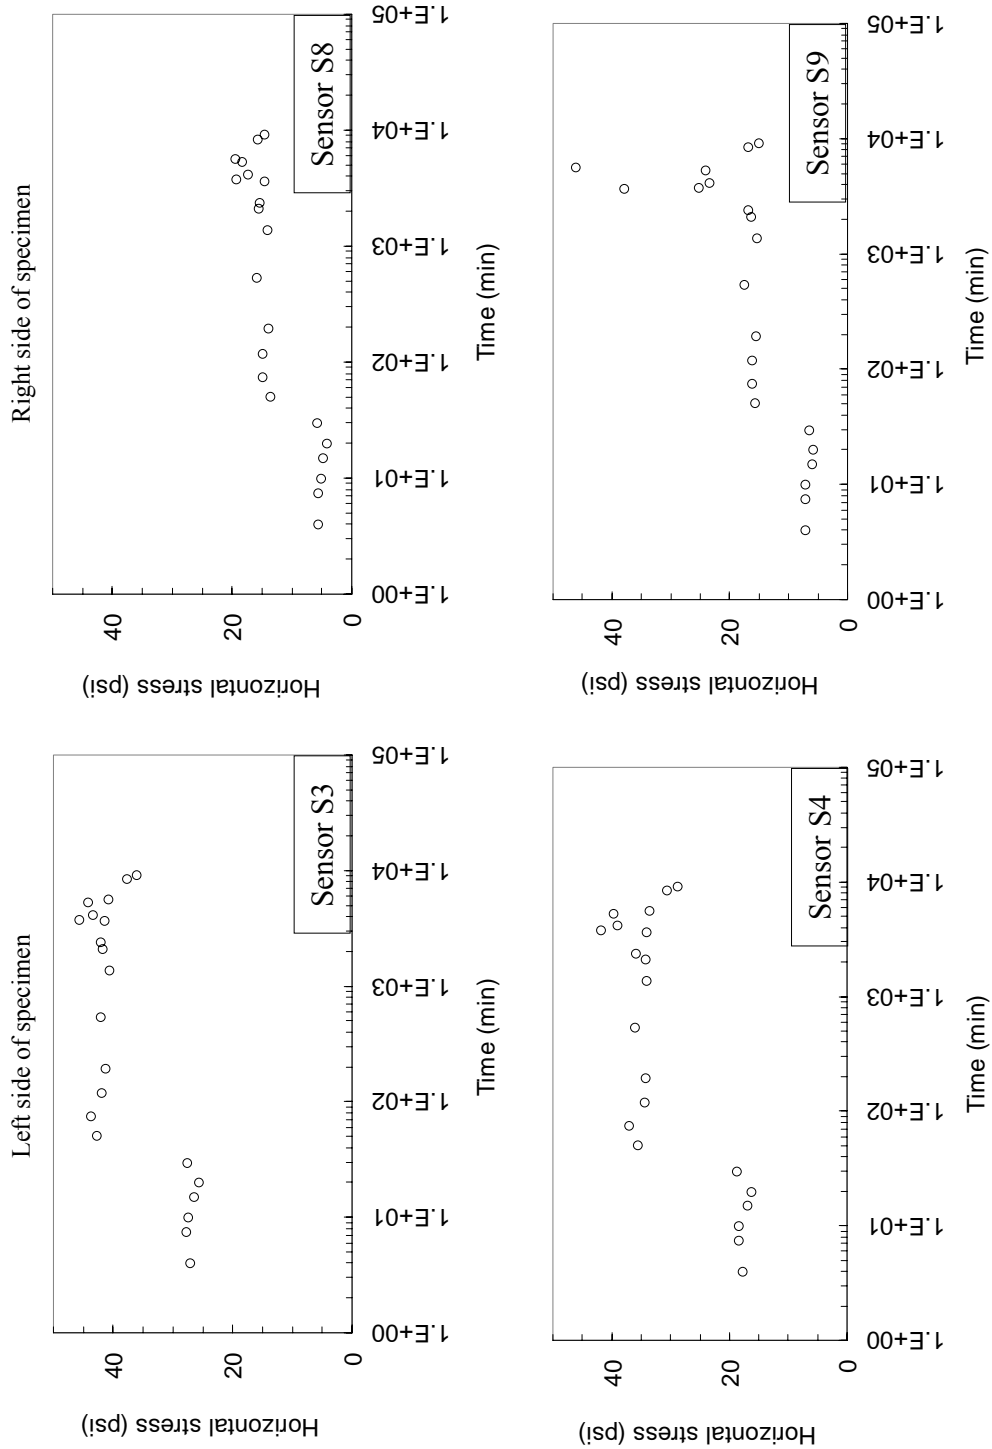 Left side of specimen
Horizontal stress (psi)
40
20
0
1.E+00
1.E+01
1.E+02
1.E+03
1.E+04
1.E+05
Time (min)
Sensor S3
Right side of specimen
Horizontal stress (psi)
40
20
0
1.E+00
1.E+01
1.E+02
1.E+03
1.E+04
1.E+05
Time (min)
Sensor S8
Horizontal stress (psi)
40
20
0
1.E+00
1.E+01
1.E+02
1.E+03
1.E+04
1.E+05
Time (min)
Sensor S4
Horizontal stress (psi)
40
20
0
1.E+00
1.E+01
1.E+02
1.E+03
1.E+04
1.E+05
Time (min)
Sensor S9